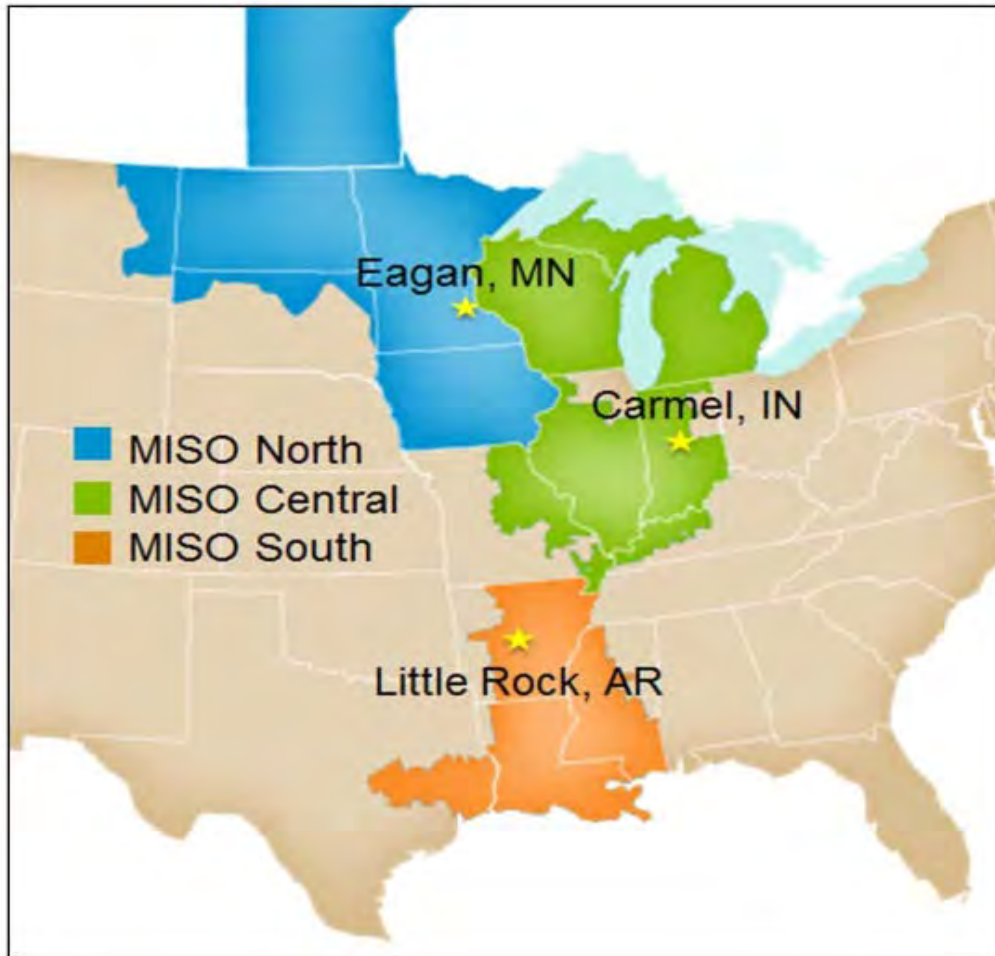 Eagan, MN
Carmel, IN
MISO North
MISO Central
MISO South
Little Rock, AR